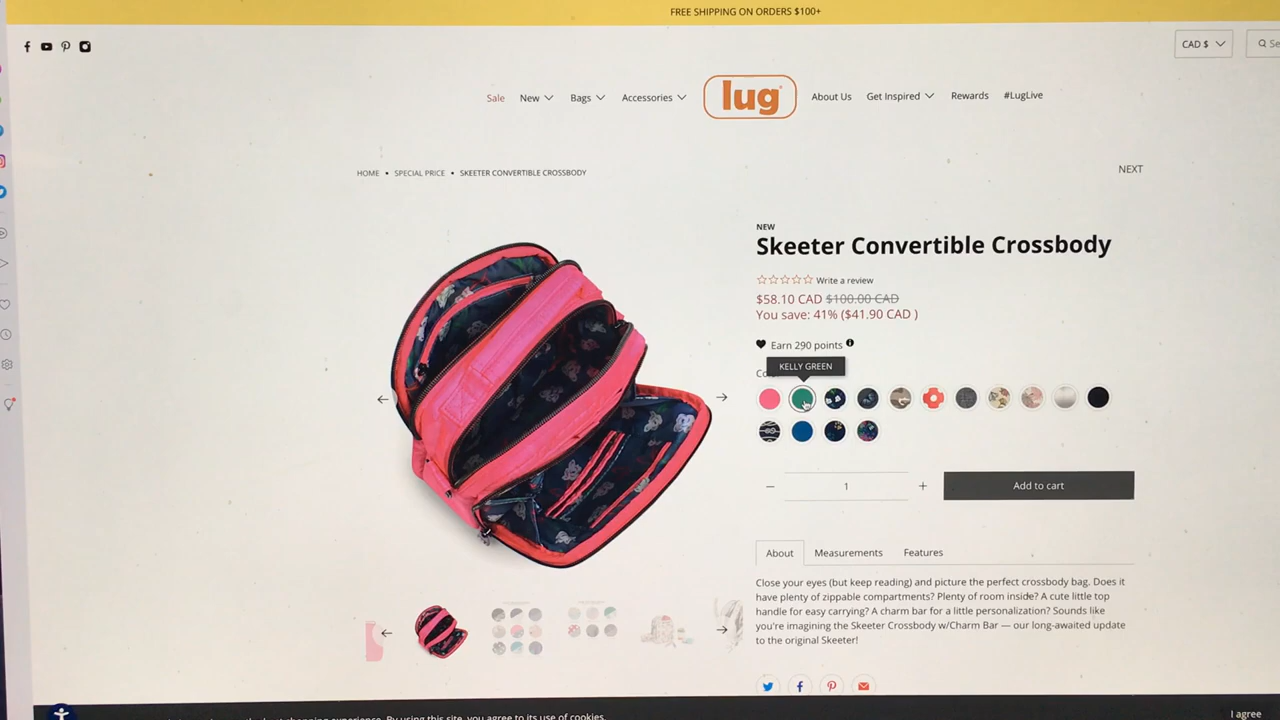 FREE SHIPPING ON ORDERS $100+
CAD $
Se
Sale
New
Bags
Accessories
lug
About Us
Get Inspired
Rewards
#LugLive
HOME • SPECIAL PRICE • SKEETER CONVERTIBLE CROSSBODY
NEXT
NEW
Skeeter Convertible Crossbody
Write a review
$58.10 CAD $100.00 CAD
You save: 41% ($41.90 CAD )
Earn 290 points
KELLY GREEN
Co
1
Add to cart
About
Measurements
Features
Close your eyes (but keep reading) and picture the perfect crossbody bag. Does it
have plenty of zippable compartments? Plenty of room inside? A cute little top
handle for easy carrying? A charm bar for a little personalization? Sounds like
you're imagining the Skeeter Crossbody w/Charm Bar — our long-awaited update
to the original Skeeter!
experience. By using this site, you agree to its use of cookies.
I agree